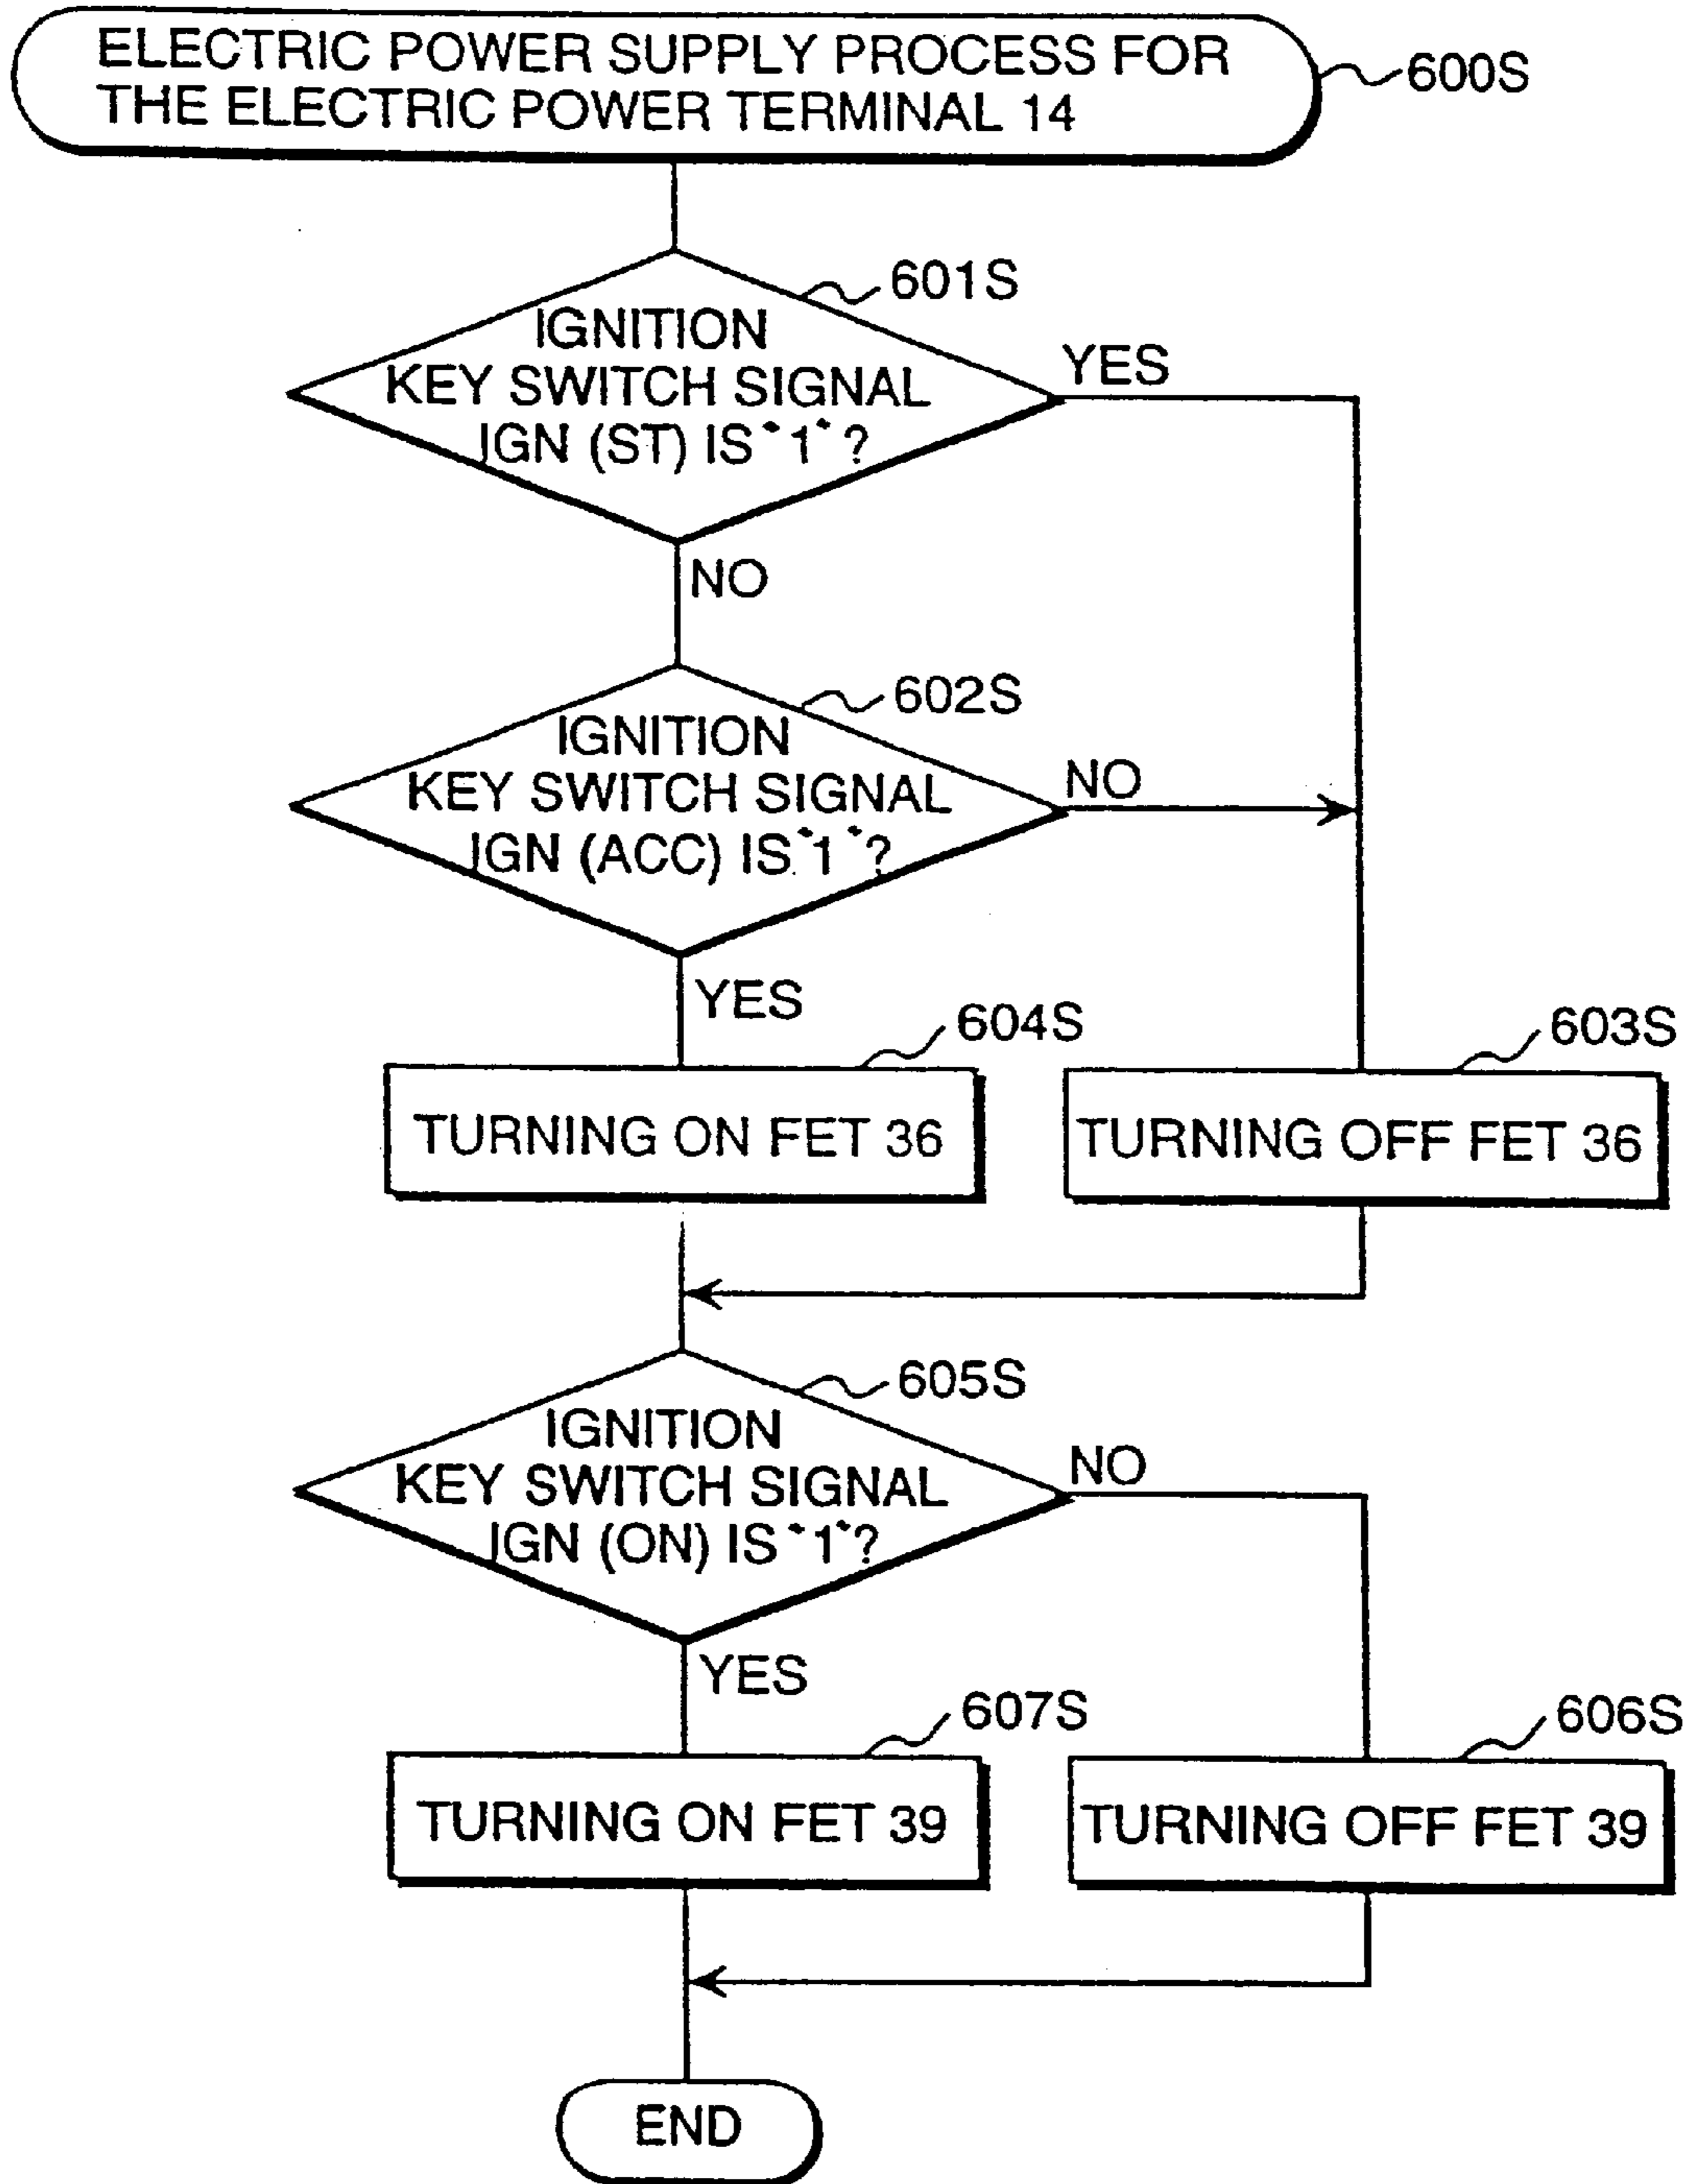 ELECTRIC POWER SUPPLY PROCESS FOR
THE ELECTRIC POWER TERMINAL 14
600S
601S
IGNITION
KEY SWITCH SIGNAL
IGN (ST) IS "1"?
YES
NO
602S
IGNITION
KEY SWITCH SIGNAL
IGN (ACC) IS "1"?
NO
YES
604S
TURNING ON FET 36
603S
TURNING OFF FET 36
605S
IGNITION
KEY SWITCH SIGNAL
IGN (ON) IS "1"?
NO
YES
607S
TURNING ON FET 39
606S
TURNING OFF FET 39
END